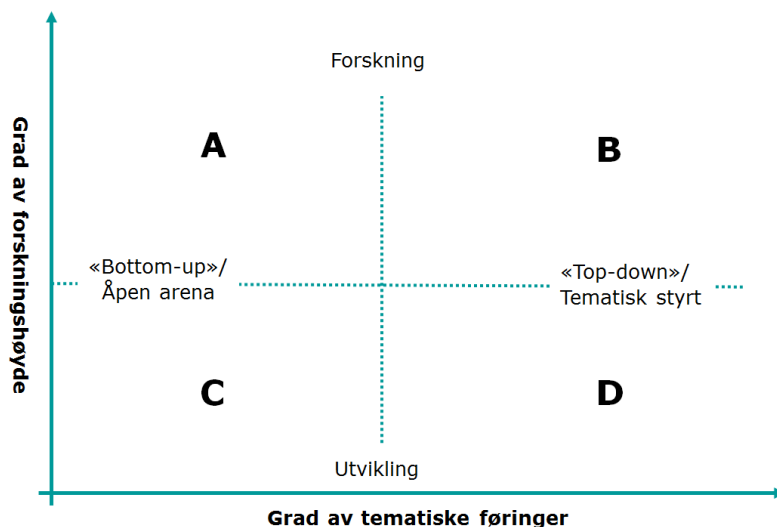 Forskning
A
B
Grad av forskningshøyde
«Bottom-up»/
Åpen arena
«Top-down»/
Tematisk styrt
C
D
Utvikling
Grad av tematiske føringer